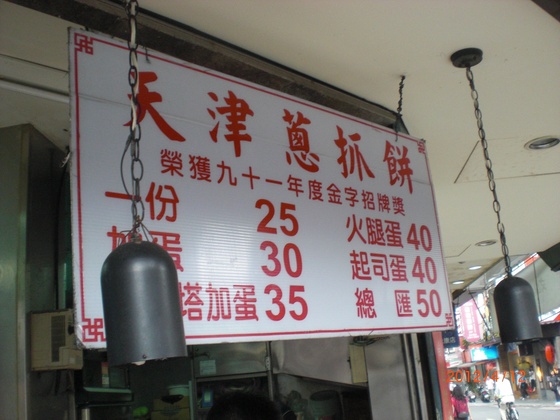 天津蔥抓餅
榮獲九十一年度金字招牌獎
一份 25 火腿蛋 40
加蛋 30 起司蛋 40
塔加蛋 35 總匯 50